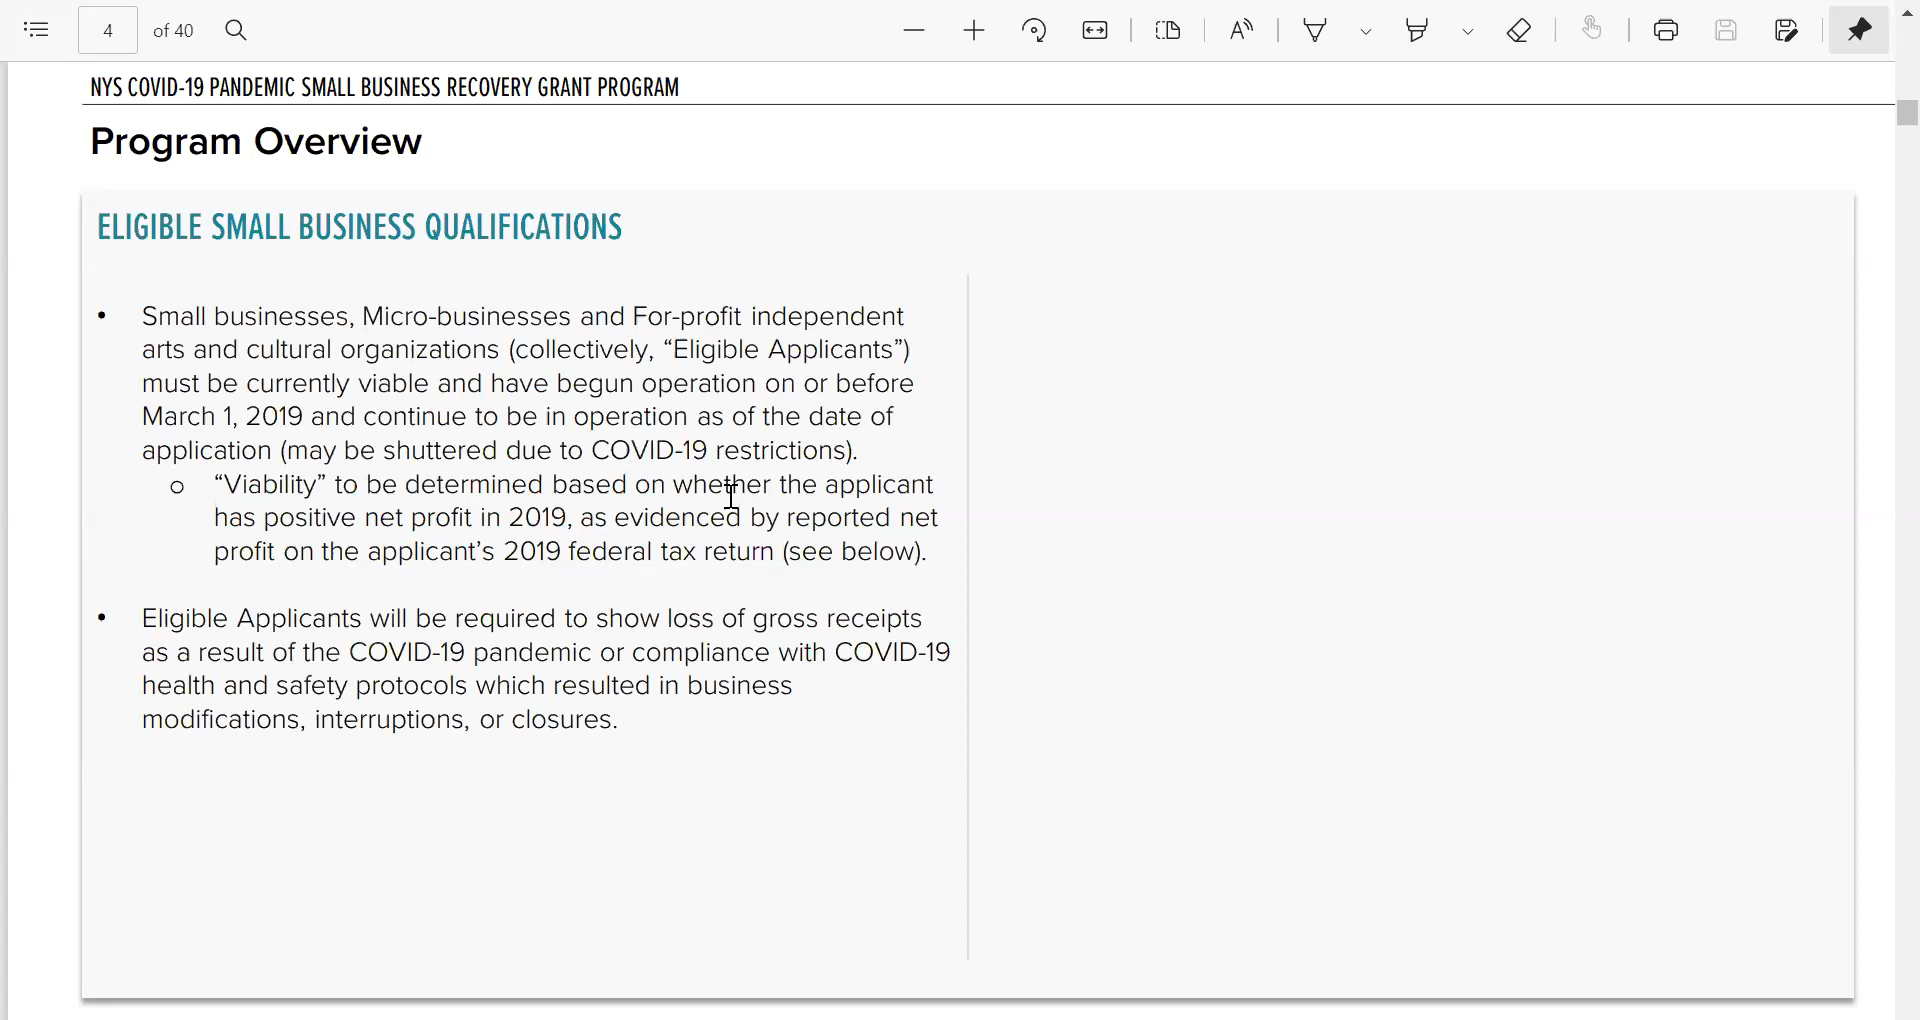 4 of 40
NYS COVID-19 PANDEMIC SMALL BUSINESS RECOVERY GRANT PROGRAM
Program Overview
ELIGIBLE SMALL BUSINESS QUALIFICATIONS
• Small businesses, Micro-businesses and For-profit independent
arts and cultural organizations (collectively, “Eligible Applicants”)
must be currently viable and have begun operation on or before
March 1, 2019 and continue to be in operation as of the date of
application (may be shuttered due to COVID-19 restrictions).
o “Viability” to be determined based on whether the applicant
has positive net profit in 2019, as evidenced by reported net
profit on the applicant’s 2019 federal tax return (see below).
• Eligible Applicants will be required to show loss of gross receipts
as a result of the COVID-19 pandemic or compliance with COVID-19
health and safety protocols which resulted in business
modifications, interruptions, or closures.